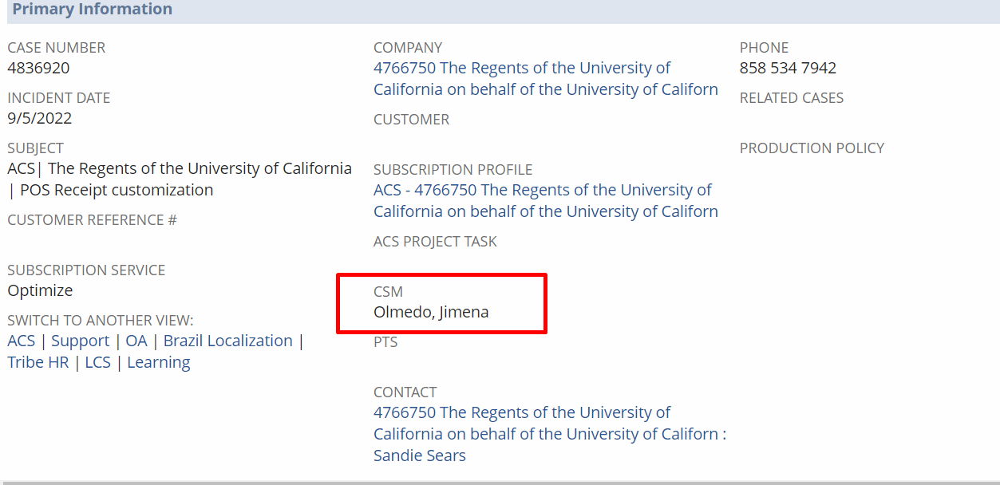 Primary Information
CASE NUMBER
4836920
INCIDENT DATE
9/5/2022
SUBJECT
ACS| The Regents of the University of California
| POS Receipt customization
CUSTOMER REFERENCE #
SUBSCRIPTION SERVICE
Optimize
SWITCH TO ANOTHER VIEW:
ACS | Support | OA | Brazil Localization |
Tribe HR | LCS | Learning
COMPANY
4766750 The Regents of the University of
California on behalf of the University of Californ
CUSTOMER
SUBSCRIPTION PROFILE
ACS - 4766750 The Regents of the University of
California on behalf of the University of Californ
ACS PROJECT TASK
CSM
Olmedo, Jimena
PTS
CONTACT
4766750 The Regents of the University of
California on behalf of the University of Californ :
Sandie Sears
PHONE
858 534 7942
RELATED CASES
PRODUCTION POLICY